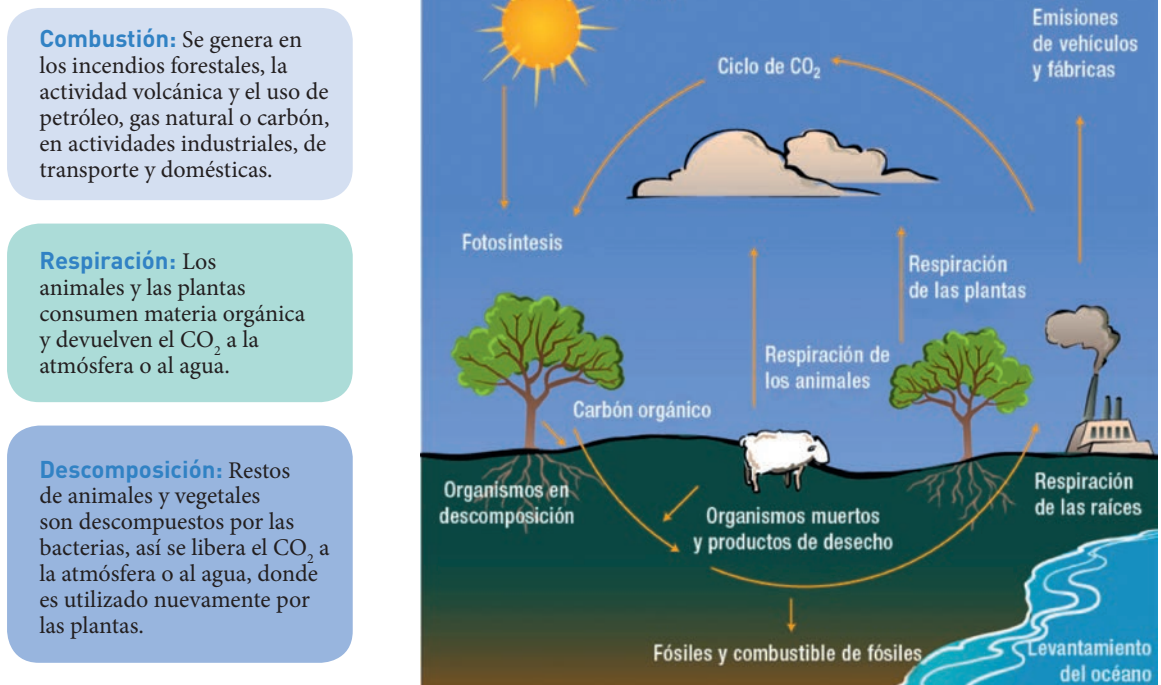 Combustión: Se genera en
los incendios forestales, la
actividad volcánica y el uso de
petróleo, gas natural o carbón,
en actividades industriales, de
transporte y domésticas.
Respiración: Los
animales y las plantas
consumen materia orgánica
y devuelven el CO₂ a la
atmósfera o al agua.
Descomposición: Restos
de animales y vegetales
son descompuestos por las
bacterias, así se libera el CO₂ a
la atmósfera o al agua, donde
es utilizado nuevamente por
las plantas.
Emisiones
de vehículos
y fábricas
Ciclo de CO₂
Fotosíntesis
Respiración
de las plantas
Respiración de
los animales
Carbón orgánico
Organismos en
descomposición
Organismos muertos
y productos de desecho
Respiración
de las raíces
Fósiles y combustible de fósiles
Levantamiento
del océano